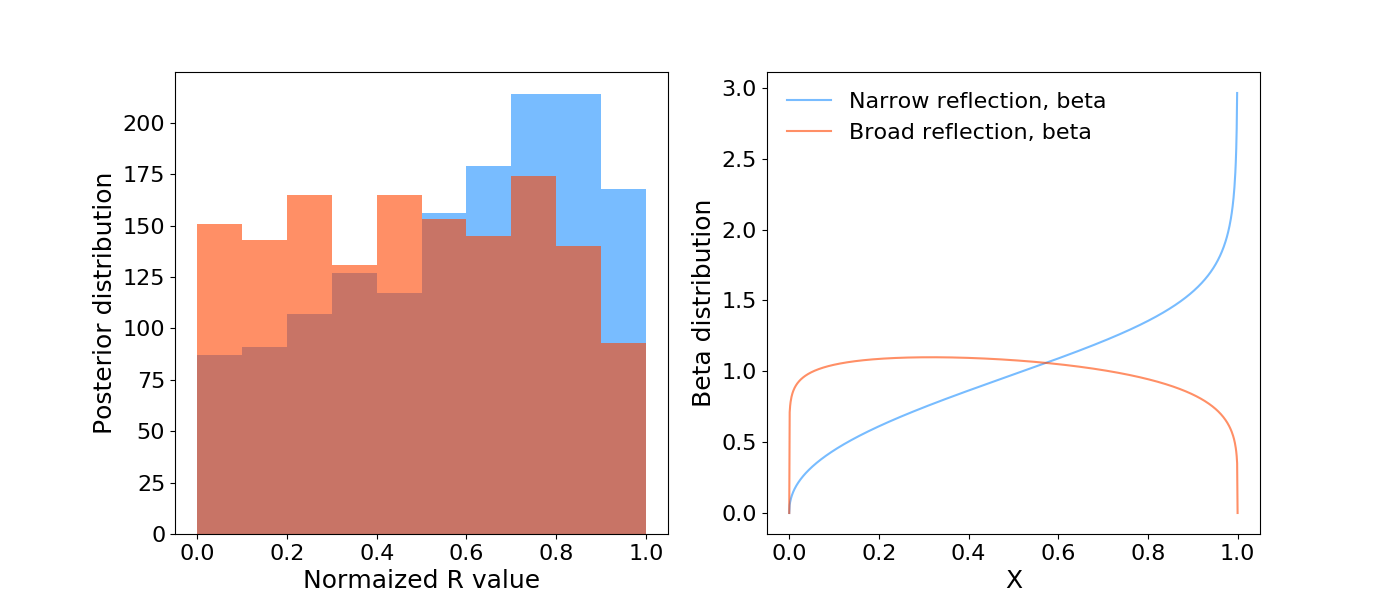 Posterior distribution
200
175
150
125
100
75
50
25
0
0.0 0.2 0.4 0.6 0.8 1.0
Normaized R value
Beta distribution
3.0
2.5
2.0
1.5
1.0
0.5
0.0
Narrow reflection, beta
Broad reflection, beta
0.0 0.2 0.4 0.6 0.8 1.0
X